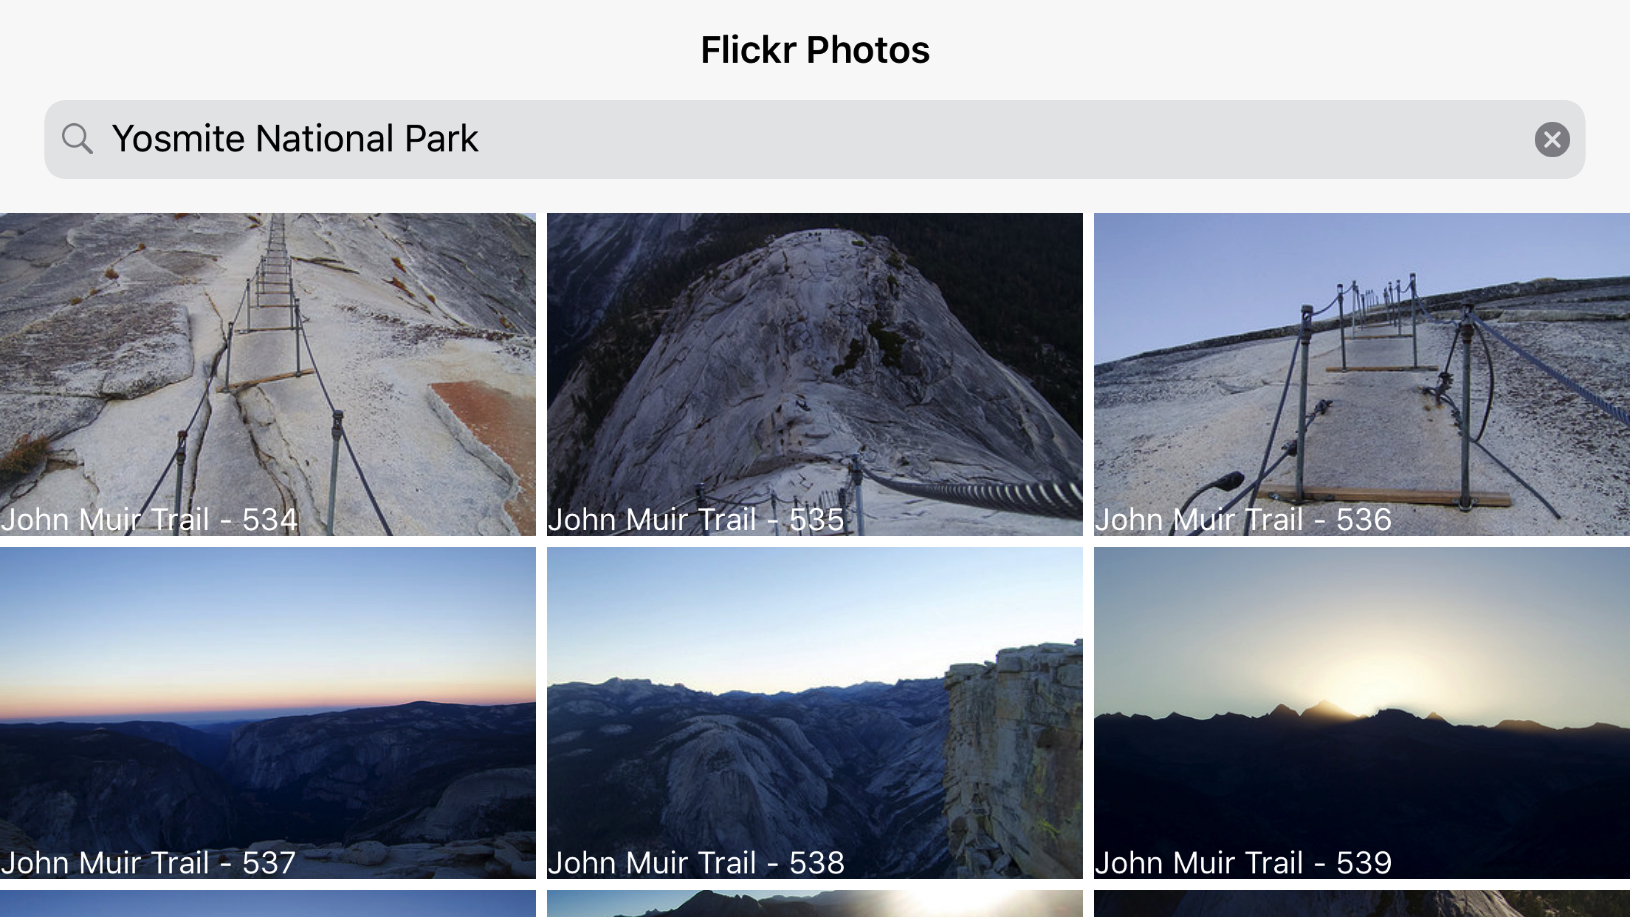 Flickr Photos
Yosmite National Park
John Muir Trail - 534
John Muir Trail - 535
John Muir Trail - 536
John Muir Trail - 537
John Muir Trail - 538
John Muir Trail - 539